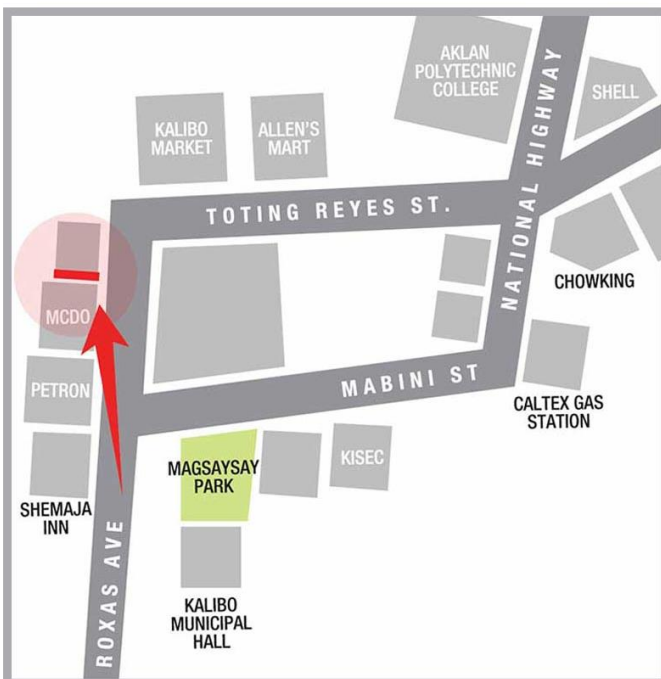 AKLAN
POLYTECHNIC
COLLEGE
NATIONAL HIGHWAY
SHELL
KALIBO
MARKET
ALLEN'S
MART
TOTING REYES ST.
CHOWKING
MCDO
PETRON
MABINI ST
CALTEX GAS
STATION
MAGSAYSAY
PARK
KISEC
SHEMAJA
INN
ROXAS AVE
KALIBO
MUNICIPAL
HALL